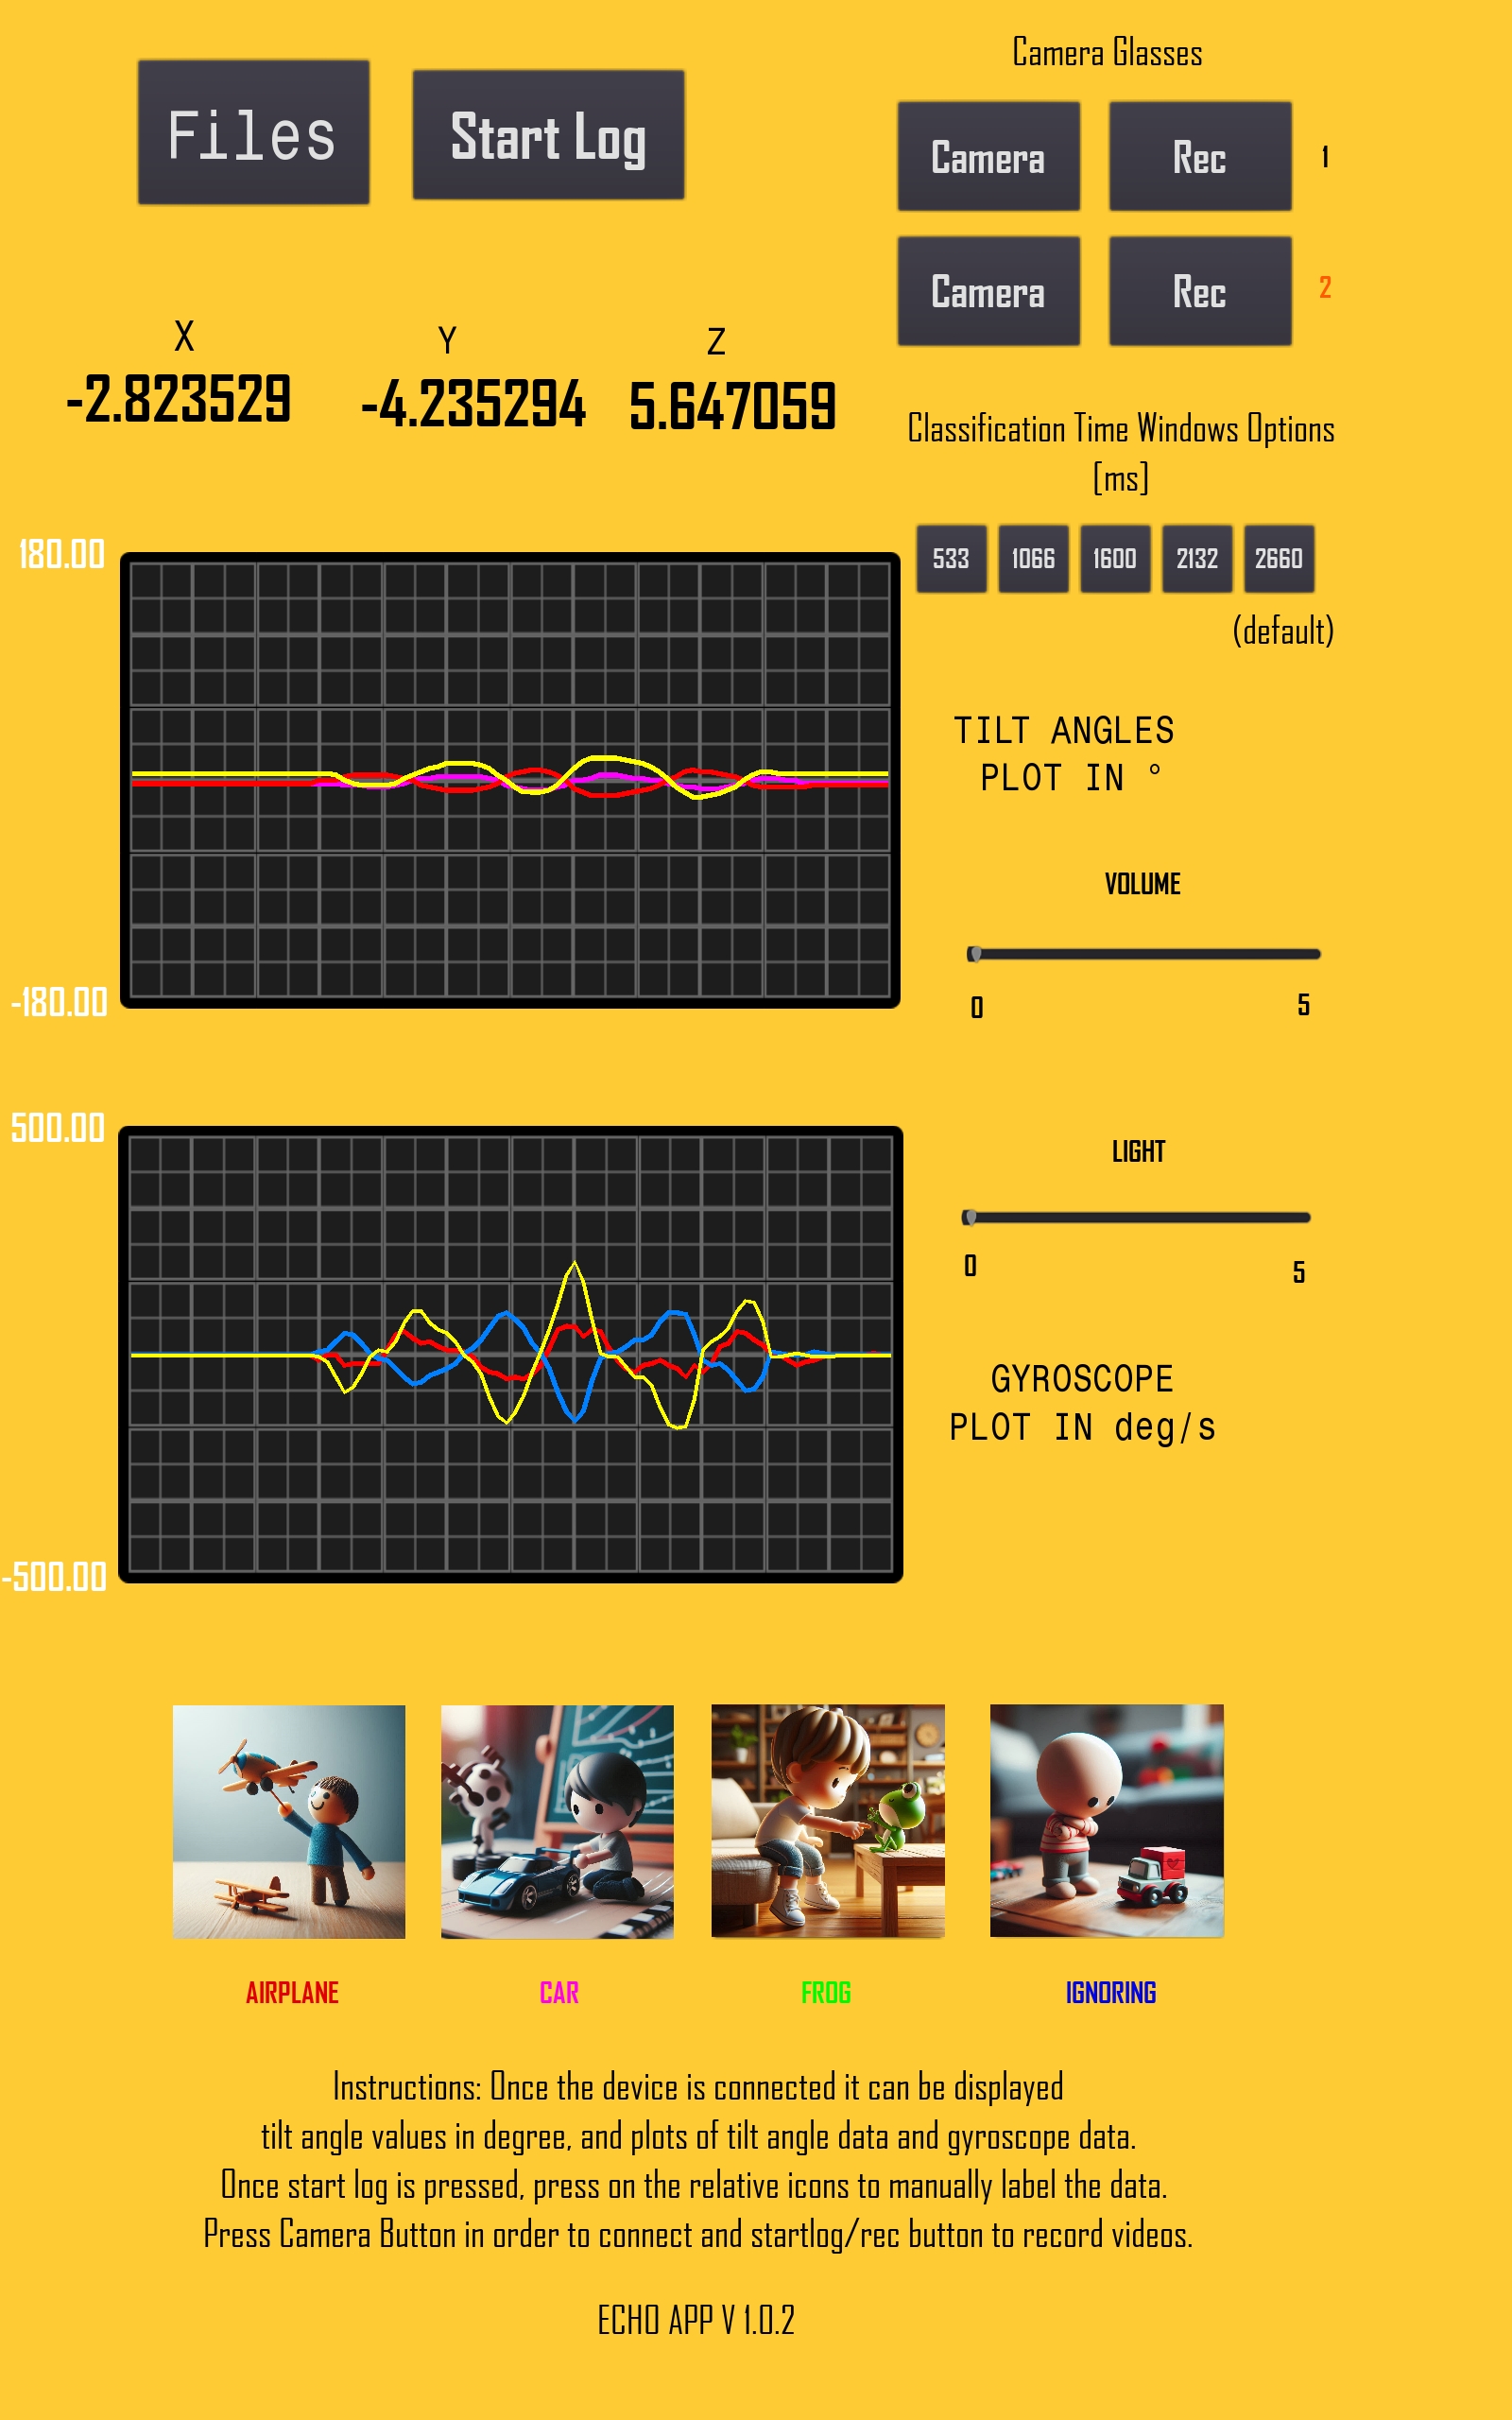 Camera Glasses
Files
Start Log
Camera
Rec
1
Camera
Rec
2
X
Y
Z
-2.823529
-4.235294
5.647059
Classification Time Windows Options
[ms]
533
1066
1600
2132
2660
(default)
180.00
-180.00
TILT ANGLES
PLOT IN °
VOLUME
0
5
500.00
-500.00
LIGHT
0
5
GYROSCOPE
PLOT IN deg/s
AIRPLANE
CAR
FROG
IGNORING
Instructions: Once the device is connected it can be displayed
tilt angle values in degree, and plots of tilt angle data and gyroscope data.
Once start log is pressed, press on the relative icons to manually label the data.
Press Camera Button in order to connect and startlog/rec button to record videos.
ECHO APP V 1.0.2